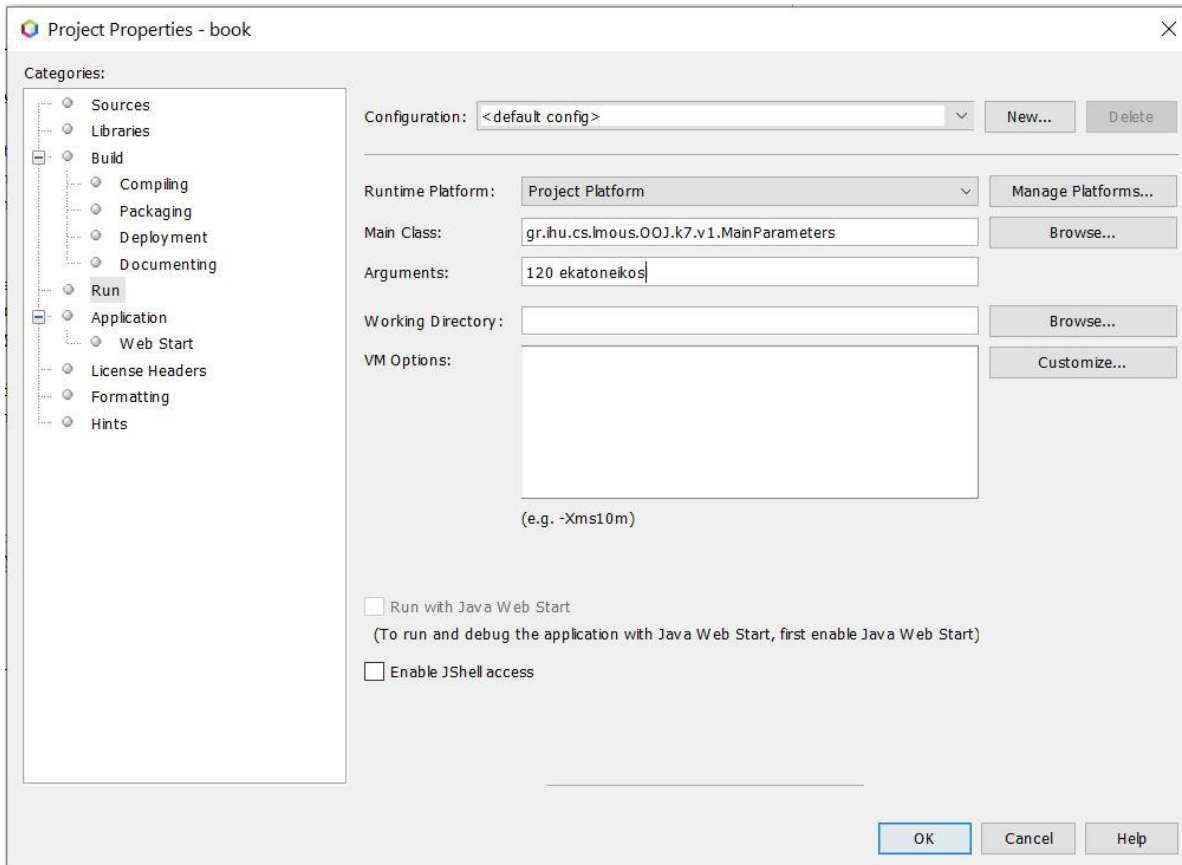 Project Properties - book
Categories:
Sources
Libraries
Build
Compiling
Packaging
Deployment
Documenting
Run
Application
Web Start
License Headers
Formatting
Hints
Configuration: <default config> New... Delete
Runtime Platform: Project Platform Manage Platforms...
Main Class: gr.ihu.cs.lmous.OOJ.k7.v1.MainParameters Browse...
Arguments: 120 ekatoneikos
Working Directory: Browse...
VM Options: Customize...
(e.g. -Xms10m)
Run with Java Web Start
(To run and debug the application with Java Web Start, first enable Java Web Start)
Enable JShell access
OK Cancel Help